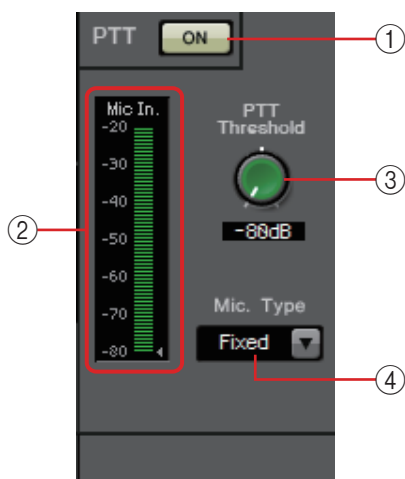 PTT ON
①
Mic In.
-20
-30
-40
-50
-60
-70
-80
②
PTT
Threshold
③
-80dB
Mic. Type
Fixed
④